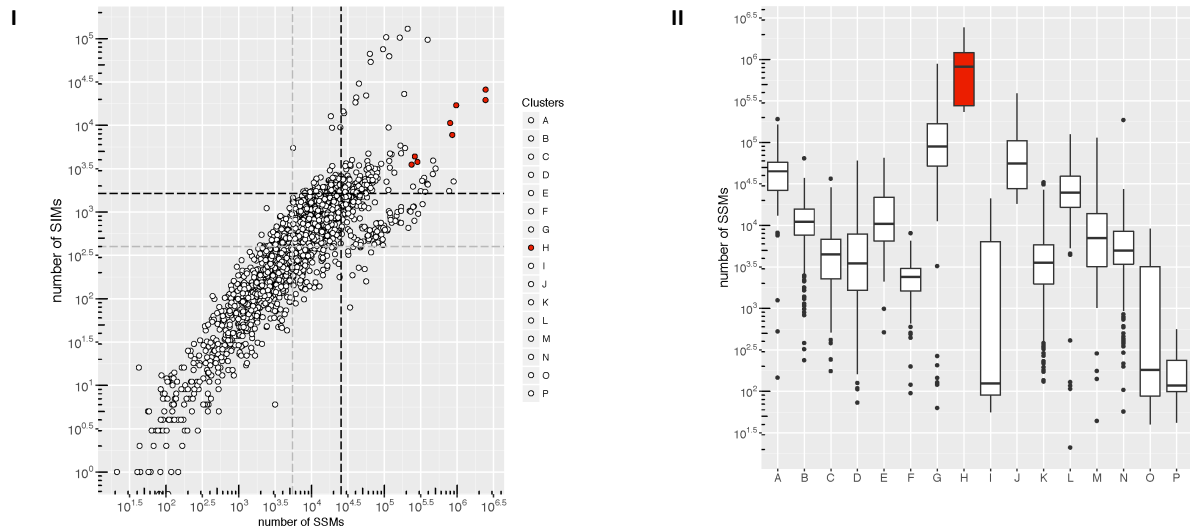 I
number of SIMs
10^5
10^4.5
10^4
10^3.5
10^3
10^2.5
10^2
10^1.5
10^1
10^0.5
10^0
10^1.5 10^2 10^2.5 10^3 10^3.5 10^4 10^4.5 10^5 10^5.5 10^6 10^6.5
number of SSMs
Clusters
A
B
C
D
E
F
G
H
I
J
K
L
M
N
O
P
II
number of SSMs
10^6.5
10^6
10^5.5
10^5
10^4.5
10^4
10^3.5
10^3
10^2.5
10^2
10^1.5
A B C D E F G H I J K L M N O P